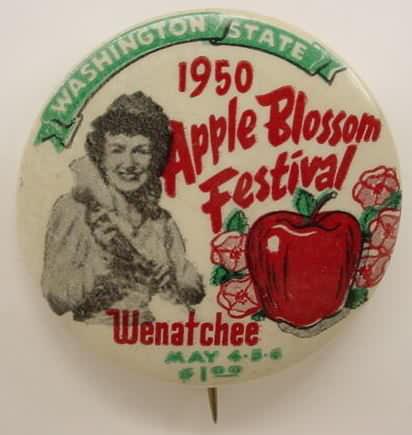 WASHINGTON STATE
1950
Apple Blossom
Festival
Wenatchee
MAY 4-5-6
$1.00